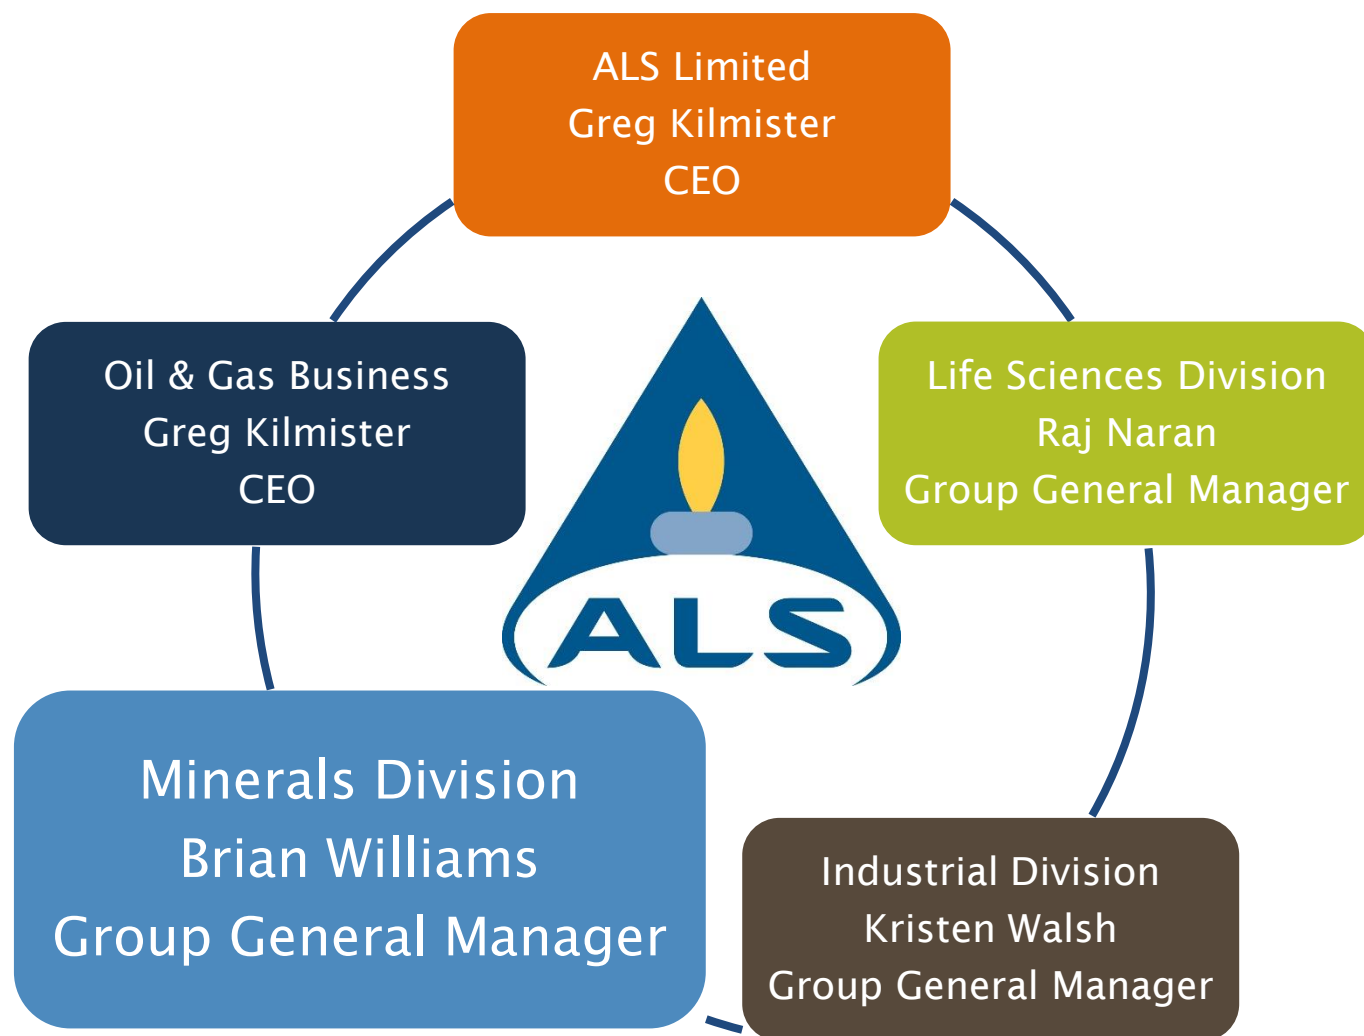 ALS Limited
Greg Kilmister
CEO
Oil & Gas Business
Greg Kilmister
CEO
Life Sciences Division
Raj Naran
Group General Manager
ALS
Minerals Division
Brian Williams
Group General Manager
Industrial Division
Kristen Walsh
Group General Manager